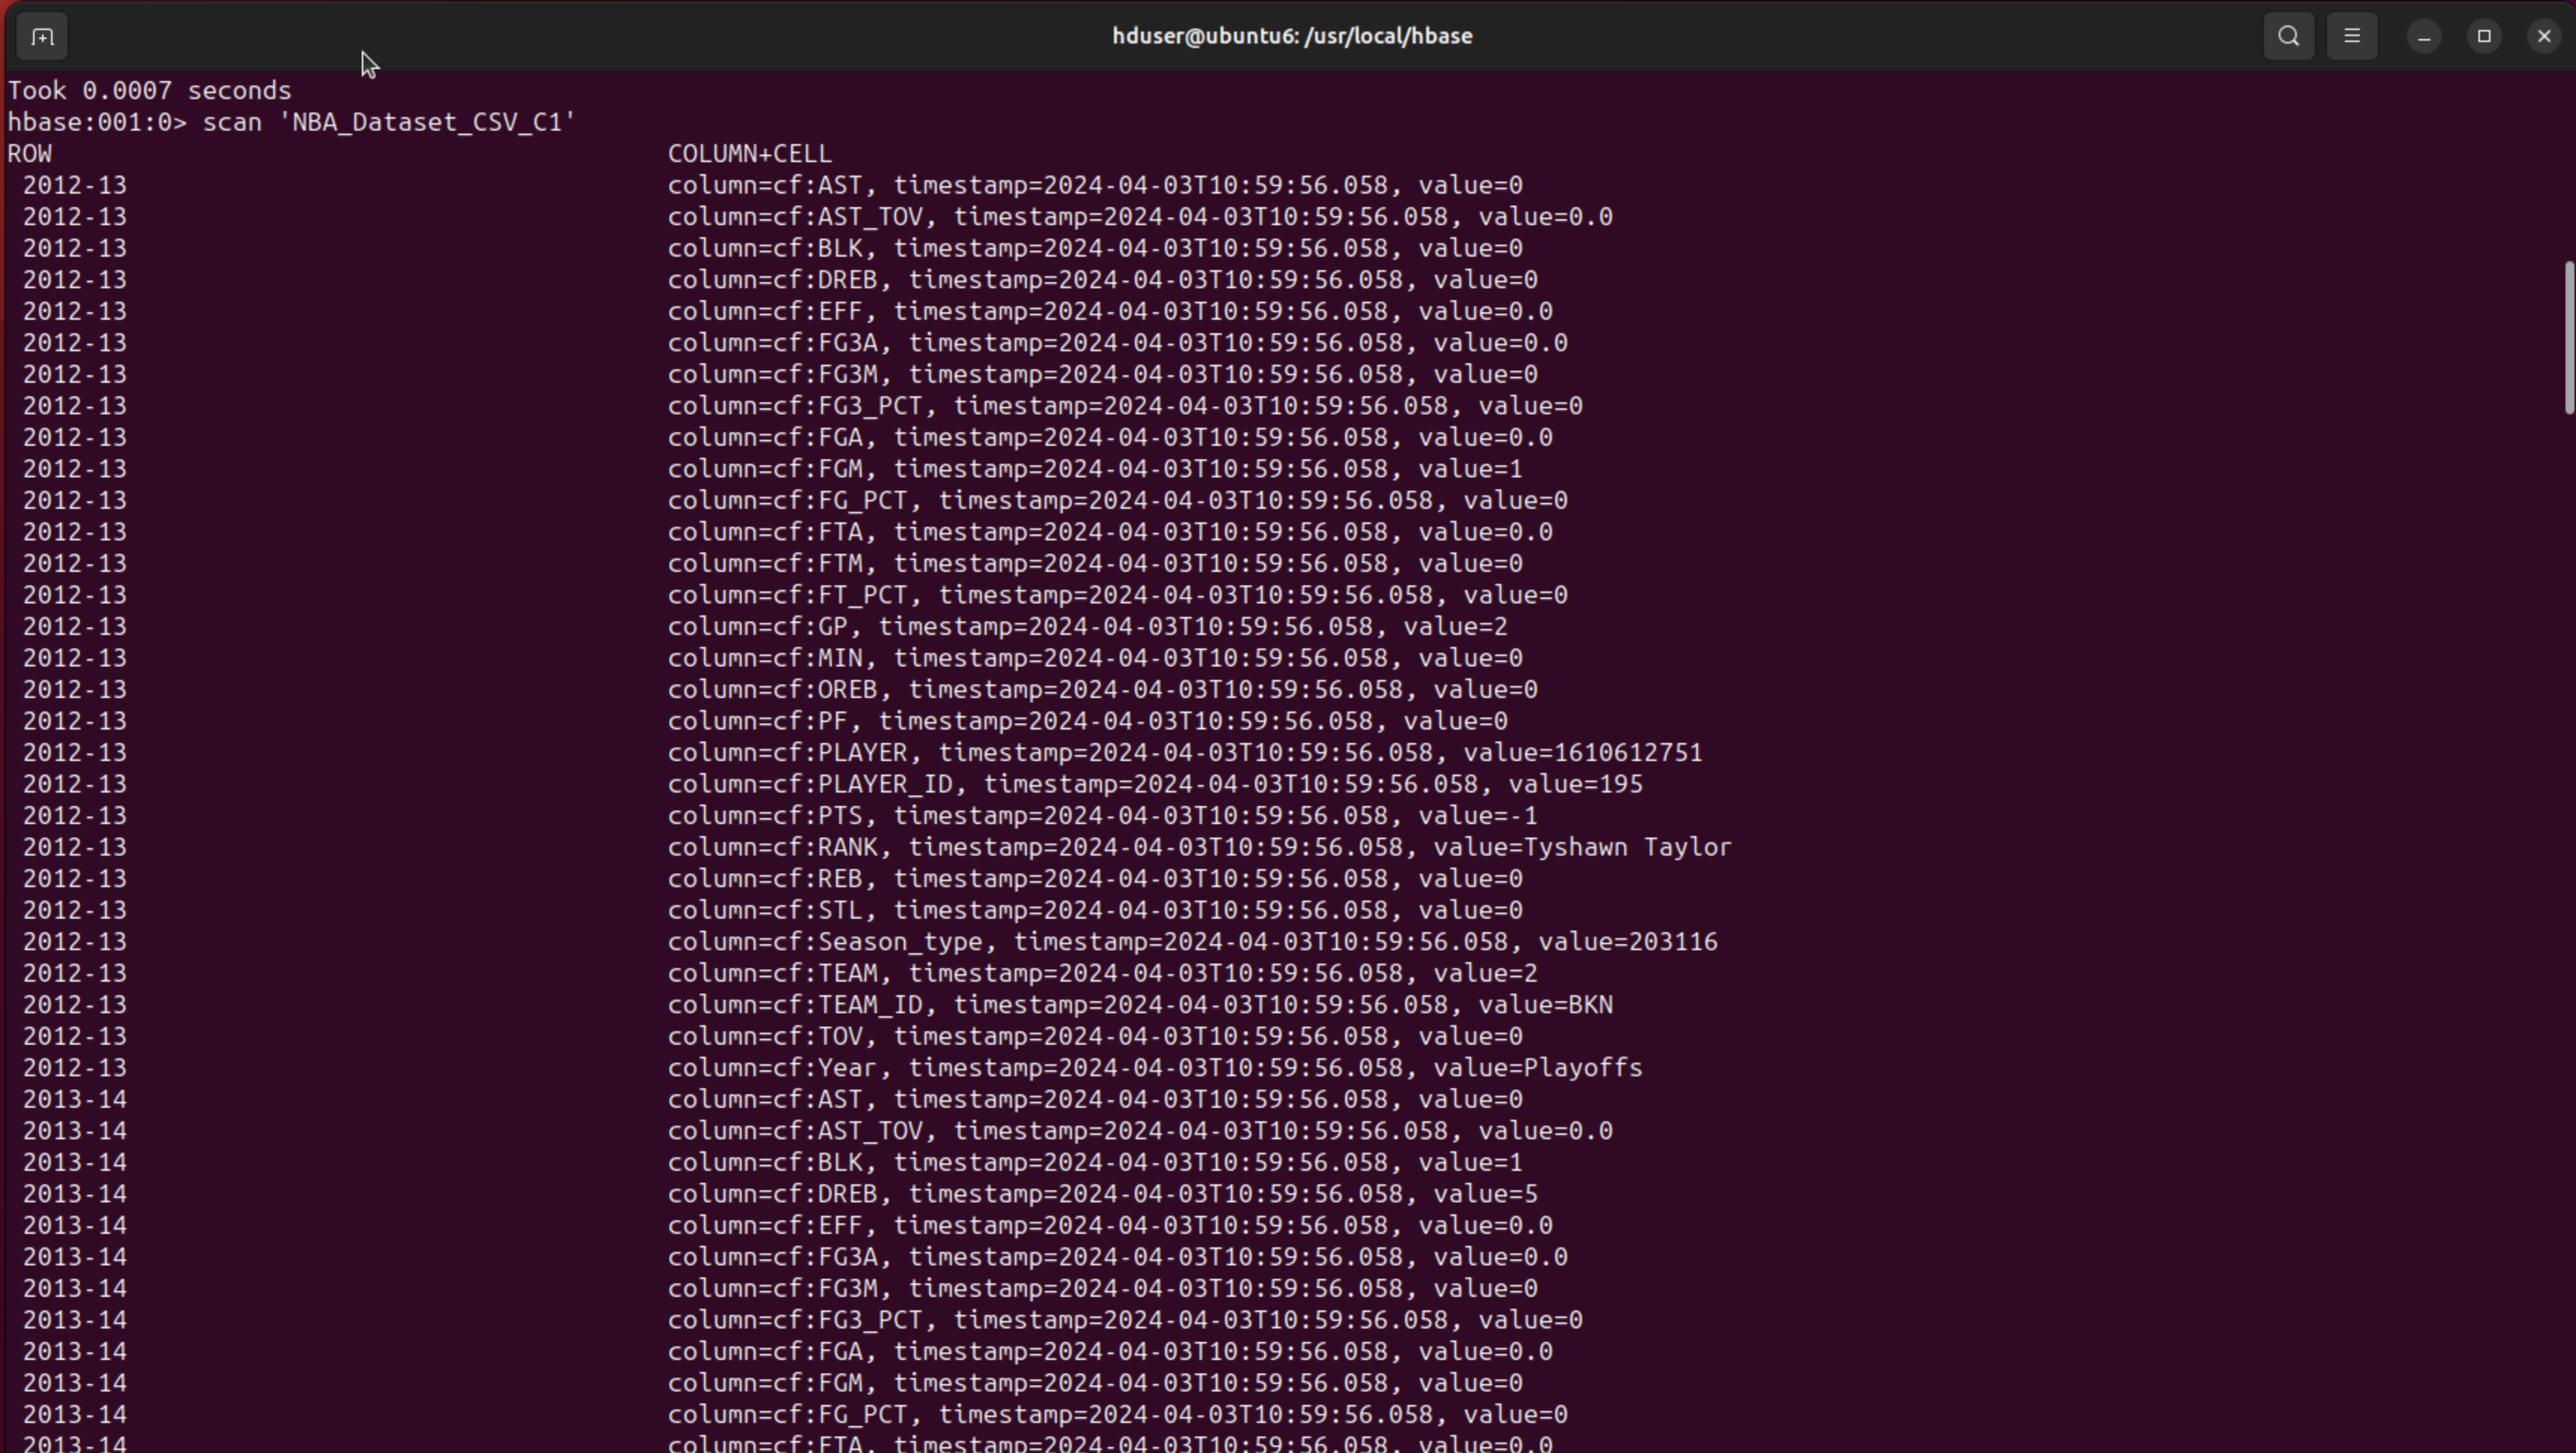 hduser@ubuntu6: /usr/local/hbase
Took 0.0007 seconds
hbase:001:0> scan 'NBA_Dataset_CSV_C1'
ROW COLUMN+CELL
2012-13 column=cf:AST, timestamp=2024-04-03T10:59:56.058, value=0
2012-13 column=cf:AST_TOV, timestamp=2024-04-03T10:59:56.058, value=0.0
2012-13 column=cf:BLK, timestamp=2024-04-03T10:59:56.058, value=0
2012-13 column=cf:DREB, timestamp=2024-04-03T10:59:56.058, value=0
2012-13 column=cf:EFF, timestamp=2024-04-03T10:59:56.058, value=0.0
2012-13 column=cf:FG3A, timestamp=2024-04-03T10:59:56.058, value=0.0
2012-13 column=cf:FG3M, timestamp=2024-04-03T10:59:56.058, value=0
2012-13 column=cf:FG3_PCT, timestamp=2024-04-03T10:59:56.058, value=0
2012-13 column=cf:FGA, timestamp=2024-04-03T10:59:56.058, value=0.0
2012-13 column=cf:FGM, timestamp=2024-04-03T10:59:56.058, value=1
2012-13 column=cf:FG_PCT, timestamp=2024-04-03T10:59:56.058, value=0
2012-13 column=cf:FTA, timestamp=2024-04-03T10:59:56.058, value=0.0
2012-13 column=cf:FTM, timestamp=2024-04-03T10:59:56.058, value=0
2012-13 column=cf:FT_PCT, timestamp=2024-04-03T10:59:56.058, value=0
2012-13 column=cf:GP, timestamp=2024-04-03T10:59:56.058, value=2
2012-13 column=cf:MIN, timestamp=2024-04-03T10:59:56.058, value=0
2012-13 column=cf:OREB, timestamp=2024-04-03T10:59:56.058, value=0
2012-13 column=cf:PF, timestamp=2024-04-03T10:59:56.058, value=0
2012-13 column=cf:PLAYER, timestamp=2024-04-03T10:59:56.058, value=1610612751
2012-13 column=cf:PLAYER_ID, timestamp=2024-04-03T10:59:56.058, value=195
2012-13 column=cf:PTS, timestamp=2024-04-03T10:59:56.058, value=-1
2012-13 column=cf:RANK, timestamp=2024-04-03T10:59:56.058, value=Tyshawn Taylor
2012-13 column=cf:REB, timestamp=2024-04-03T10:59:56.058, value=0
2012-13 column=cf:STL, timestamp=2024-04-03T10:59:56.058, value=0
2012-13 column=cf:Season_type, timestamp=2024-04-03T10:59:56.058, value=203116
2012-13 column=cf:TEAM, timestamp=2024-04-03T10:59:56.058, value=2
2012-13 column=cf:TEAM_ID, timestamp=2024-04-03T10:59:56.058, value=BKN
2012-13 column=cf:TOV, timestamp=2024-04-03T10:59:56.058, value=0
2012-13 column=cf:Year, timestamp=2024-04-03T10:59:56.058, value=Playoffs
2013-14 column=cf:AST, timestamp=2024-04-03T10:59:56.058, value=0
2013-14 column=cf:AST_TOV, timestamp=2024-04-03T10:59:56.058, value=0.0
2013-14 column=cf:BLK, timestamp=2024-04-03T10:59:56.058, value=1
2013-14 column=cf:DREB, timestamp=2024-04-03T10:59:56.058, value=5
2013-14 column=cf:EFF, timestamp=2024-04-03T10:59:56.058, value=0.0
2013-14 column=cf:FG3A, timestamp=2024-04-03T10:59:56.058, value=0.0
2013-14 column=cf:FG3M, timestamp=2024-04-03T10:59:56.058, value=0
2013-14 column=cf:FG3_PCT, timestamp=2024-04-03T10:59:56.058, value=0
2013-14 column=cf:FGA, timestamp=2024-04-03T10:59:56.058, value=0.0
2013-14 column=cf:FGM, timestamp=2024-04-03T10:59:56.058, value=0
2013-14 column=cf:FG_PCT, timestamp=2024-04-03T10:59:56.058, value=0
2013-14 column=cf:FTA, timestamp=2024-04-03T10:59:56.058, value=0.0